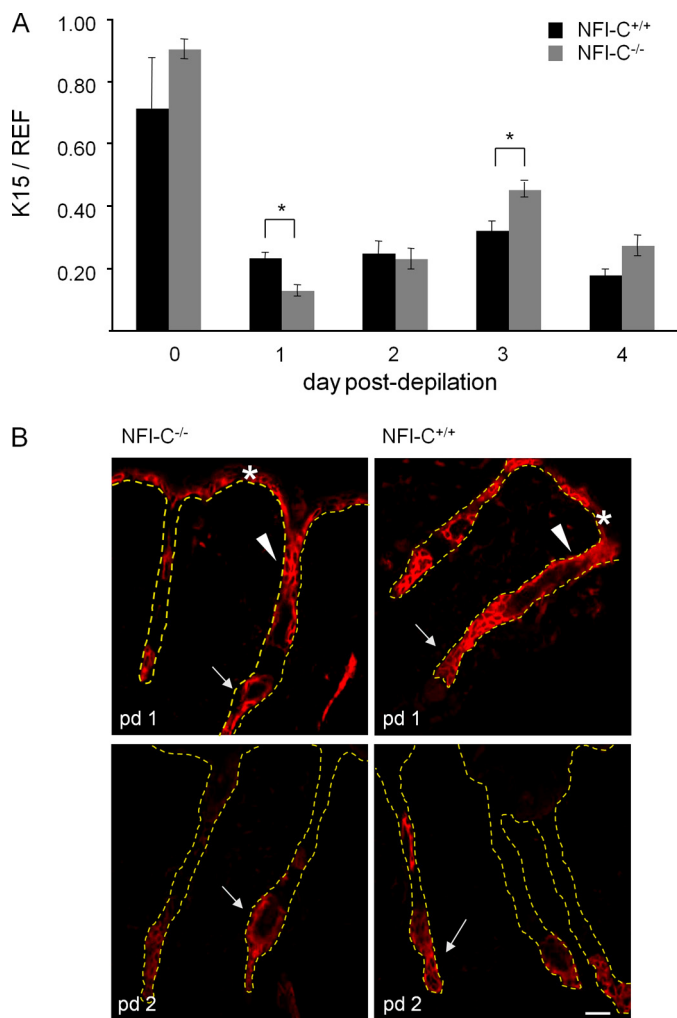 A
NFI-C+/+
NFI-C-/-
K15 / REF
1.00
0.80
0.60
0.40
0.20
*
*
0 1 2 3 4
day post-depilation
B
NFI-C-/- NFI-C+/+
* *
pd 1 pd 1
pd 2 pd 2